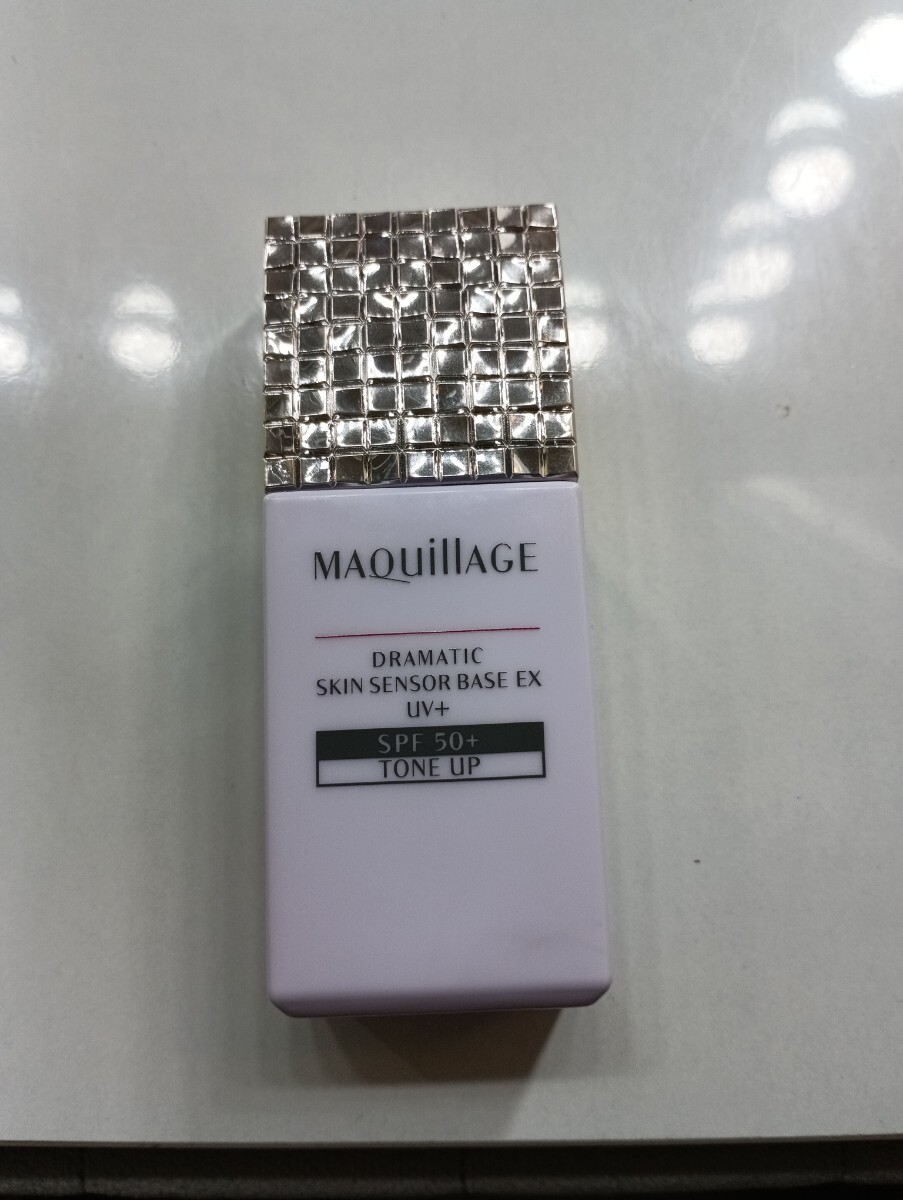 MAQuillAGE
DRAMATIC
SKIN SENSOR BASE EX
UV+
SPF 50+
TONE UP